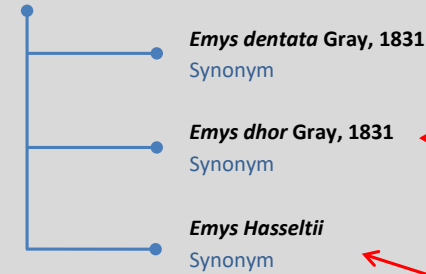 Emys dentata Gray, 1831
Synonym
Emys dhor Gray, 1831
Synonym
Emys Hasseltii
Synonym